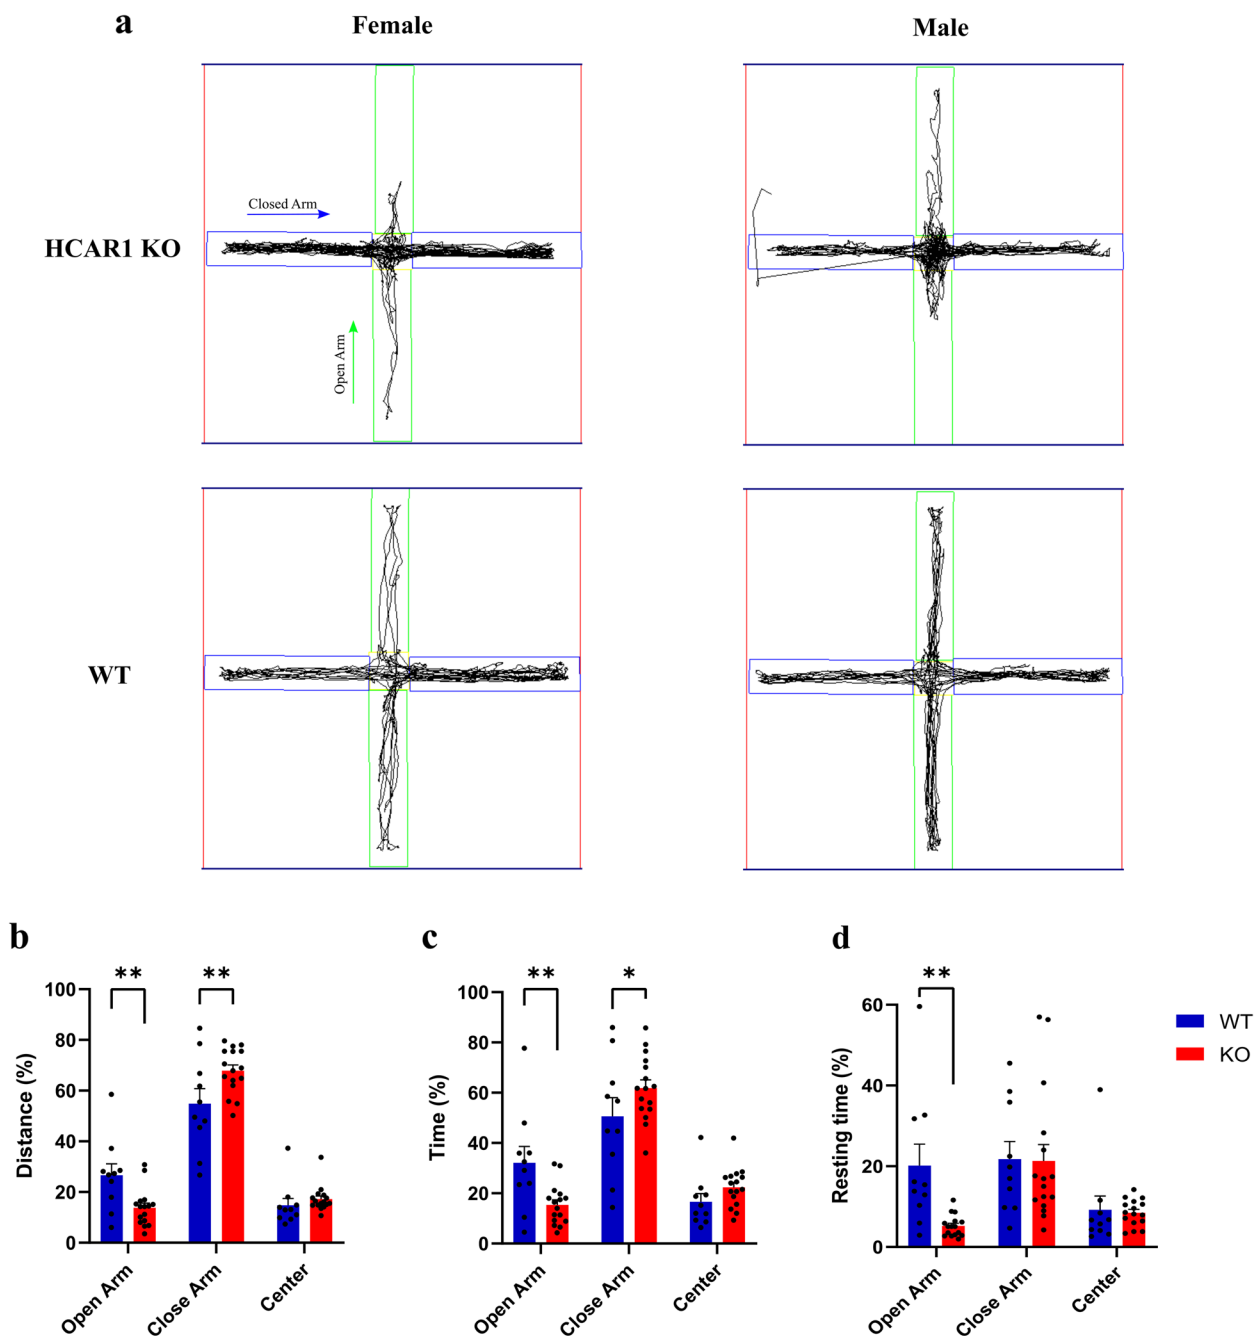 a
Female
Male
Closed Arm
HCAR1 KO
Open Arm
WT
b
c
d
**
**
**
*
**
Distance (%)
100
80
60
40
20
0
Open Arm
Close Arm
Center
Time (%)
100
80
60
40
20
0
Open Arm
Close Arm
Center
Resting time (%)
60
40
20
0
Open Arm
Close Arm
Center
WT
KO